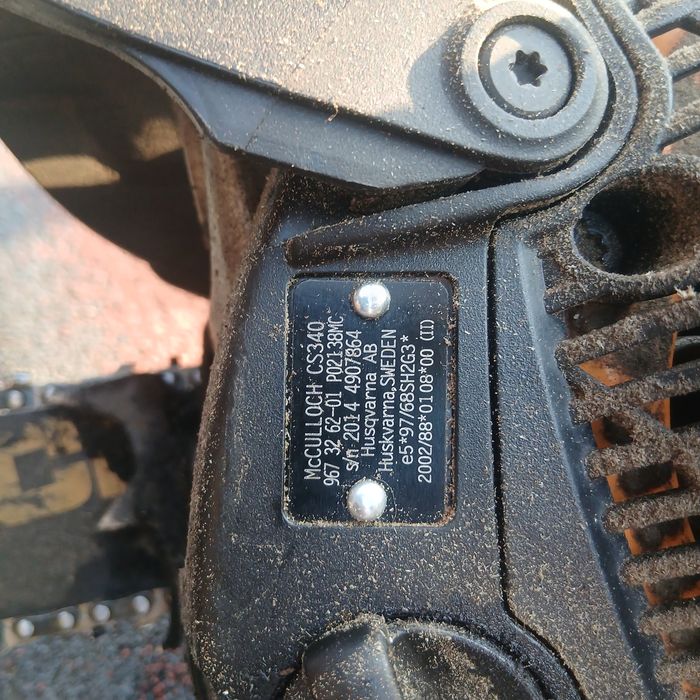 McCULLOCH CS340
967 32 62-01 P02138MC
s/n 2014 4907864
Husqvarna AB
Huskvarna,SWEDEN
e5*97/68SH2G3*
2002/88*0108*00 (II)